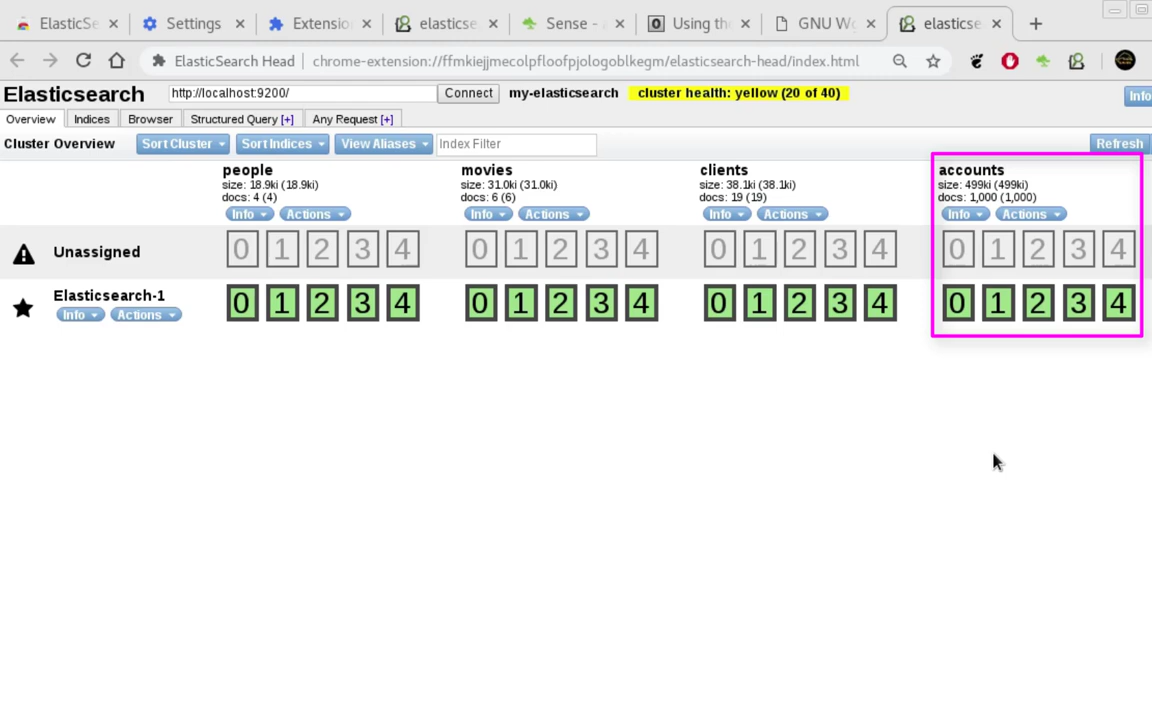 ElasticSe
Settings
Extensio
elasticse
Sense -
Using the
GNU Wg
elasticse
ElasticSearch Head
chrome-extension://ffmkiejjmecolpfloofpjologoblkegm/elasticsearch-head/index.html
Elasticsearch
http://localhost:9200/
Connect
my-elasticsearch
cluster health: yellow (20 of 40)
Info
Overview
Indices
Browser
Structured Query [+]
Any Request [+]
Cluster Overview
Sort Cluster
Sort Indices
View Aliases
Index Filter
Refresh
people
size: 18.9ki (18.9ki)
docs: 4 (4)
Info
Actions
movies
size: 31.0ki (31.0ki)
docs: 6 (6)
Info
Actions
clients
size: 38.1ki (38.1ki)
docs: 19 (19)
Info
Actions
accounts
size: 499ki (499ki)
docs: 1,000 (1,000)
Info
Actions
Unassigned
0 1 2 3 4
0 1 2 3 4
0 1 2 3 4
0 1 2 3 4
Elasticsearch-1
Info
Actions
0 1 2 3 4
0 1 2 3 4
0 1 2 3 4
0 1 2 3 4